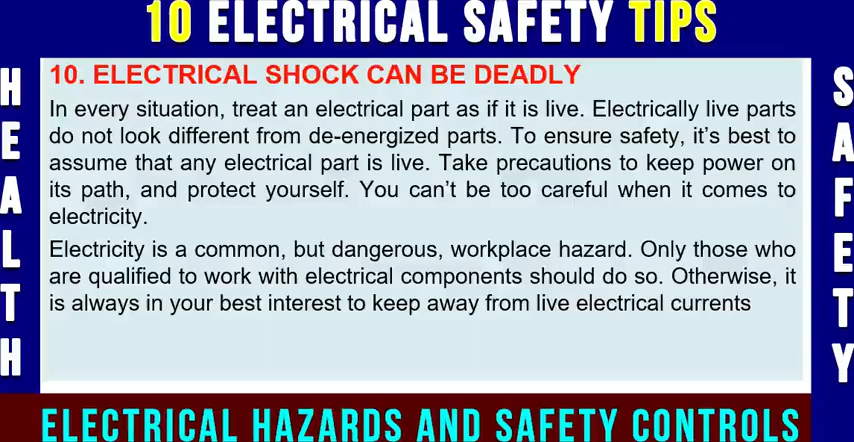 10 ELECTRICAL SAFETY TIPS
HEALTH
10. ELECTRICAL SHOCK CAN BE DEADLY
In every situation, treat an electrical part as if it is live. Electrically live parts
do not look different from de-energized parts. To ensure safety, it's best to
assume that any electrical part is live. Take precautions to keep power on
its path, and protect yourself. You can't be too careful when it comes to
electricity.
Electricity is a common, but dangerous, workplace hazard. Only those who
are qualified to work with electrical components should do so. Otherwise, it
is always in your best interest to keep away from live electrical currents
SAFETY
ELECTRICAL HAZARDS AND SAFETY CONTROLS